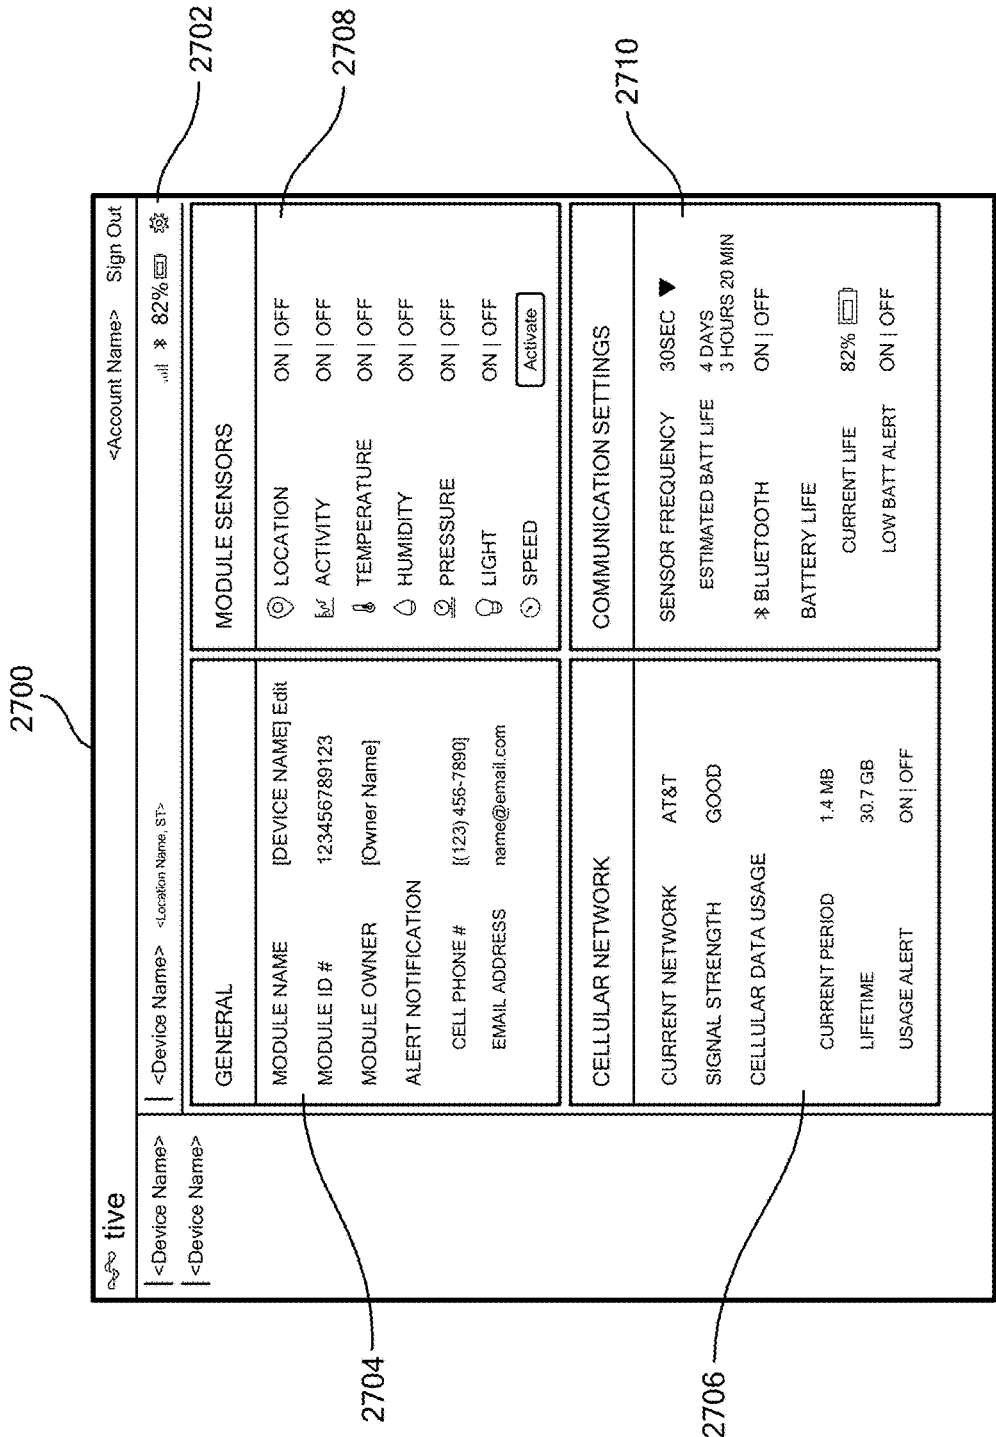 2700
tive
<Account Name> Sign Out
<Device Name>
<Device Name>
<Device Name> <Location Name, ST>
82%
2702
GENERAL
MODULE NAME [DEVICE NAME] Edit
MODULE ID # 123456789123
MODULE OWNER [Owner Name]
ALERT NOTIFICATION
CELL PHONE # [(123) 456-7890]
EMAIL ADDRESS name@email.com
2704
MODULE SENSORS
LOCATION ON | OFF
ACTIVITY ON | OFF
TEMPERATURE ON | OFF
HUMIDITY ON | OFF
PRESSURE ON | OFF
LIGHT ON | OFF
SPEED Activate
2708
CELLULAR NETWORK
CURRENT NETWORK AT&T
SIGNAL STRENGTH GOOD
CELLULAR DATA USAGE
CURRENT PERIOD 1.4 MB
LIFETIME 30.7 GB
USAGE ALERT ON | OFF
2706
COMMUNICATION SETTINGS
SENSOR FREQUENCY 30SEC
ESTIMATED BATT LIFE 4 DAYS
3 HOURS 20 MIN
BLUETOOTH ON | OFF
BATTERY LIFE
CURRENT LIFE 82%
LOW BATT ALERT ON | OFF
2710